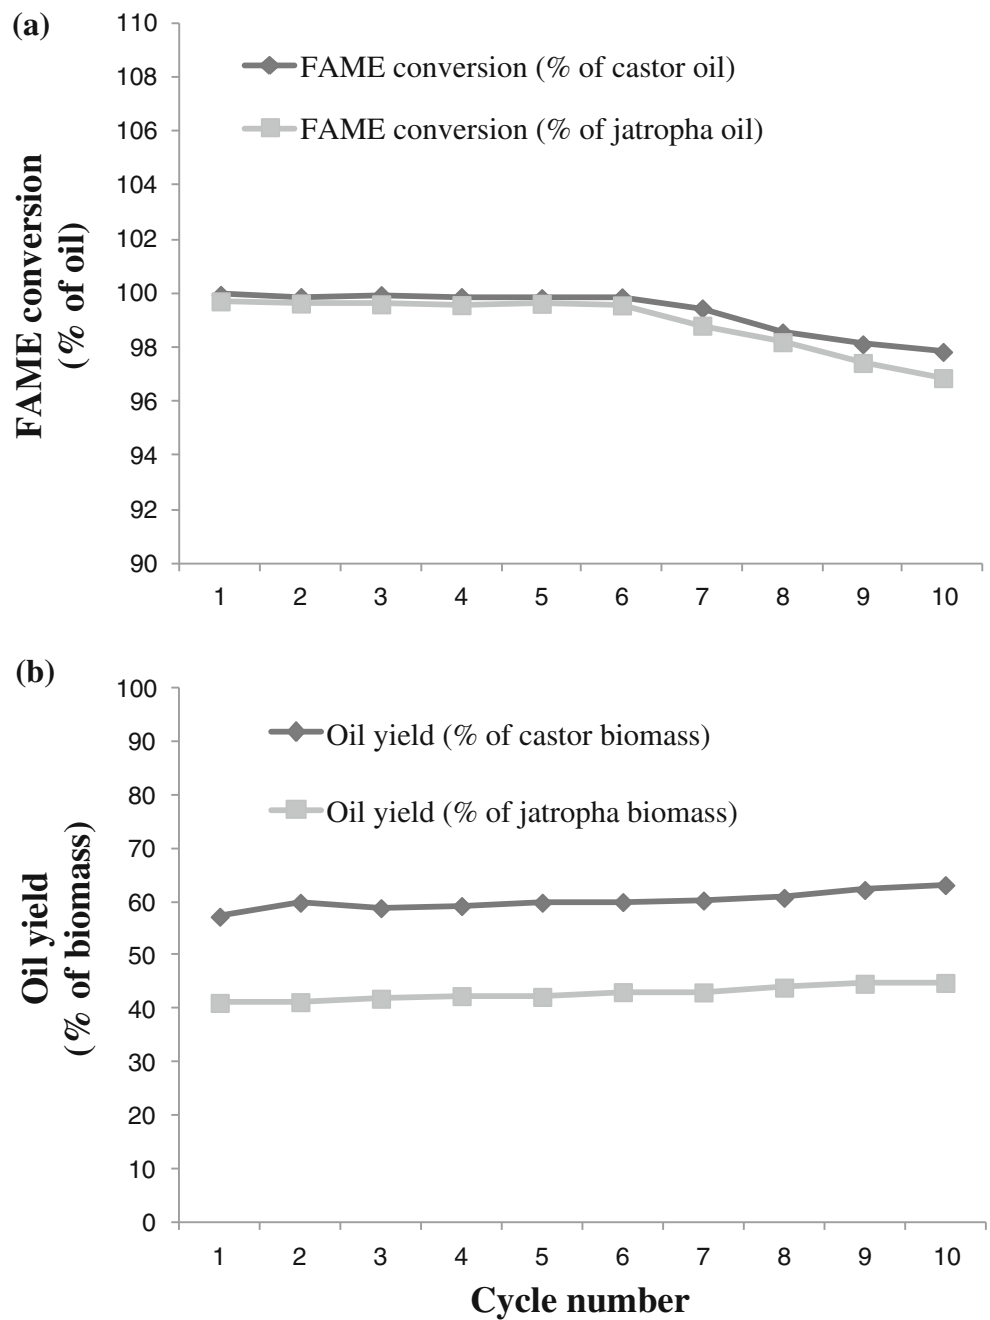 (a)
110
108
106
104
102
100
98
96
94
92
90
FAME conversion
(% of oil)
FAME conversion (% of castor oil)
FAME conversion (% of jatropha oil)
1 2 3 4 5 6 7 8 9 10
(b)
100
90
80
70
60
50
40
30
20
10
0
Oil yield
(% of biomass)
Oil yield (% of castor biomass)
Oil yield (% of jatropha biomass)
1 2 3 4 5 6 7 8 9 10
Cycle number